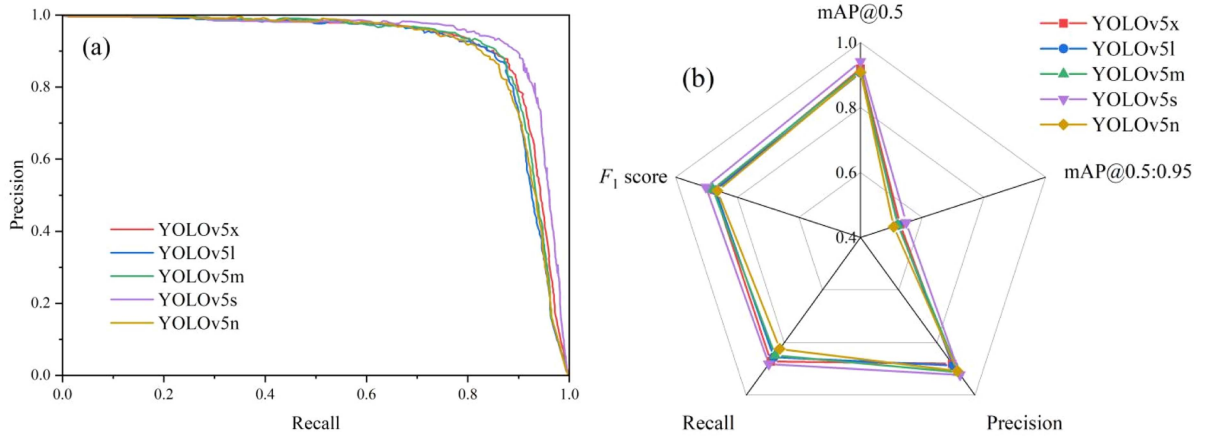 (a)
1.0
0.8
0.6
0.4
0.2
0.0
Precision
0.0
0.2
0.4
0.6
0.8
1.0
Recall
YOLOv5x
YOLOv5l
YOLOv5m
YOLOv5s
YOLOv5n
(b)
mAP@0.5
1.0
0.8
0.6
0.4
mAP@0.5:0.95
Precision
Recall
F1 score
YOLOv5x
YOLOv5l
YOLOv5m
YOLOv5s
YOLOv5n